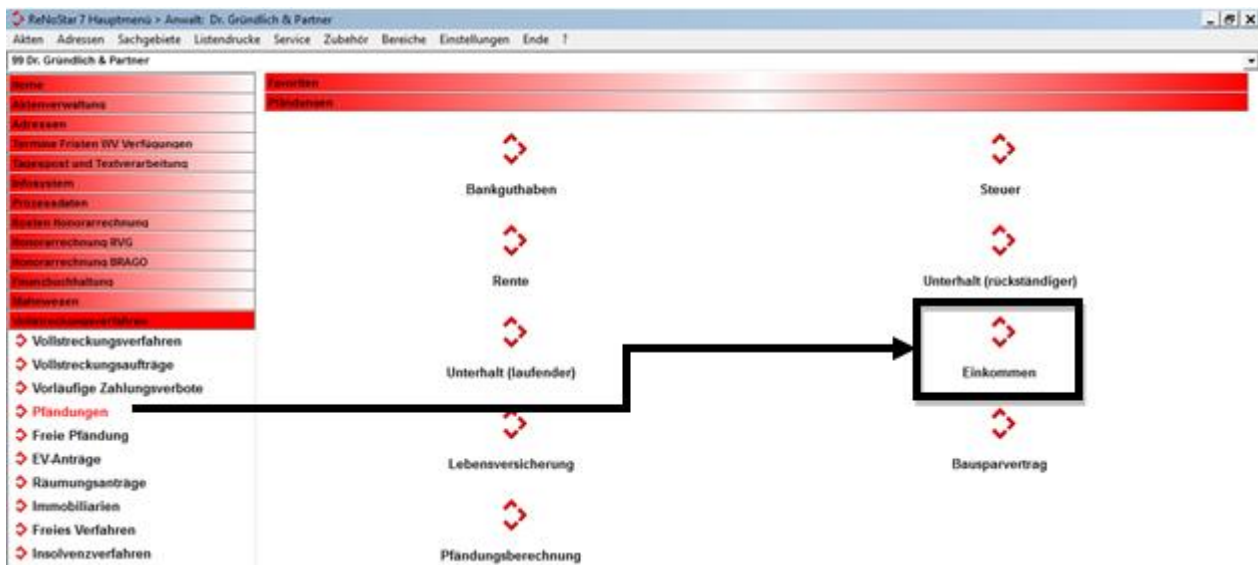 ReNoStar 7 Hauptmenü > Anwalt: Dr. Gründlich & Partner
Akten Adressen Sachgebiete Listendrucke Service Zubehör Bereiche Einstellungen Ende ?
99 Dr. Gründlich & Partner
Home
Aktenverwaltung
Adressen
Termine Fristen WV Verfügungen
Tagespost und Textverarbeitung
Infosystem
Prozessdaten
Kosten Honorarrechnung
Honorarrechnung RVG
Honorarrechnung BRAGO
Finanzbuchhaltung
Mahnwesen
Vollstreckungsverfahren
Vollstreckungsverfahren
Vollstreckungsaufträge
Vorläufige Zahlungsverbote
Pfändungen
Freie Pfändung
EV-Anträge
Räumungsanträge
Immobiliarien
Freies Verfahren
Insolvenzverfahren
Favoriten
Pfändungen
Bankguthaben
Steuer
Rente
Unterhalt (rückständiger)
Unterhalt (laufender)
Einkommen
Lebensversicherung
Bausparvertrag
Pfändungsberechnung